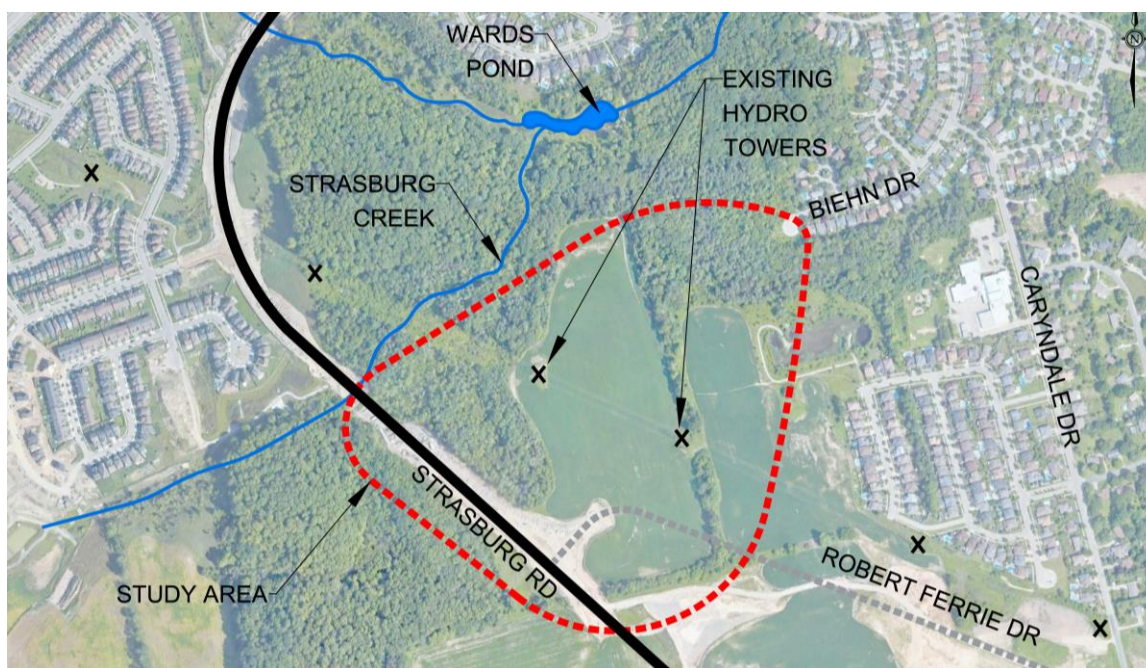 WARDS
POND
EXISTING
HYDRO
TOWERS
N
STRASBURG
CREEK
BIEHN DR
CARYNDALE DR
STRASBURG RD
STUDY AREA
ROBERT FERRIE DR